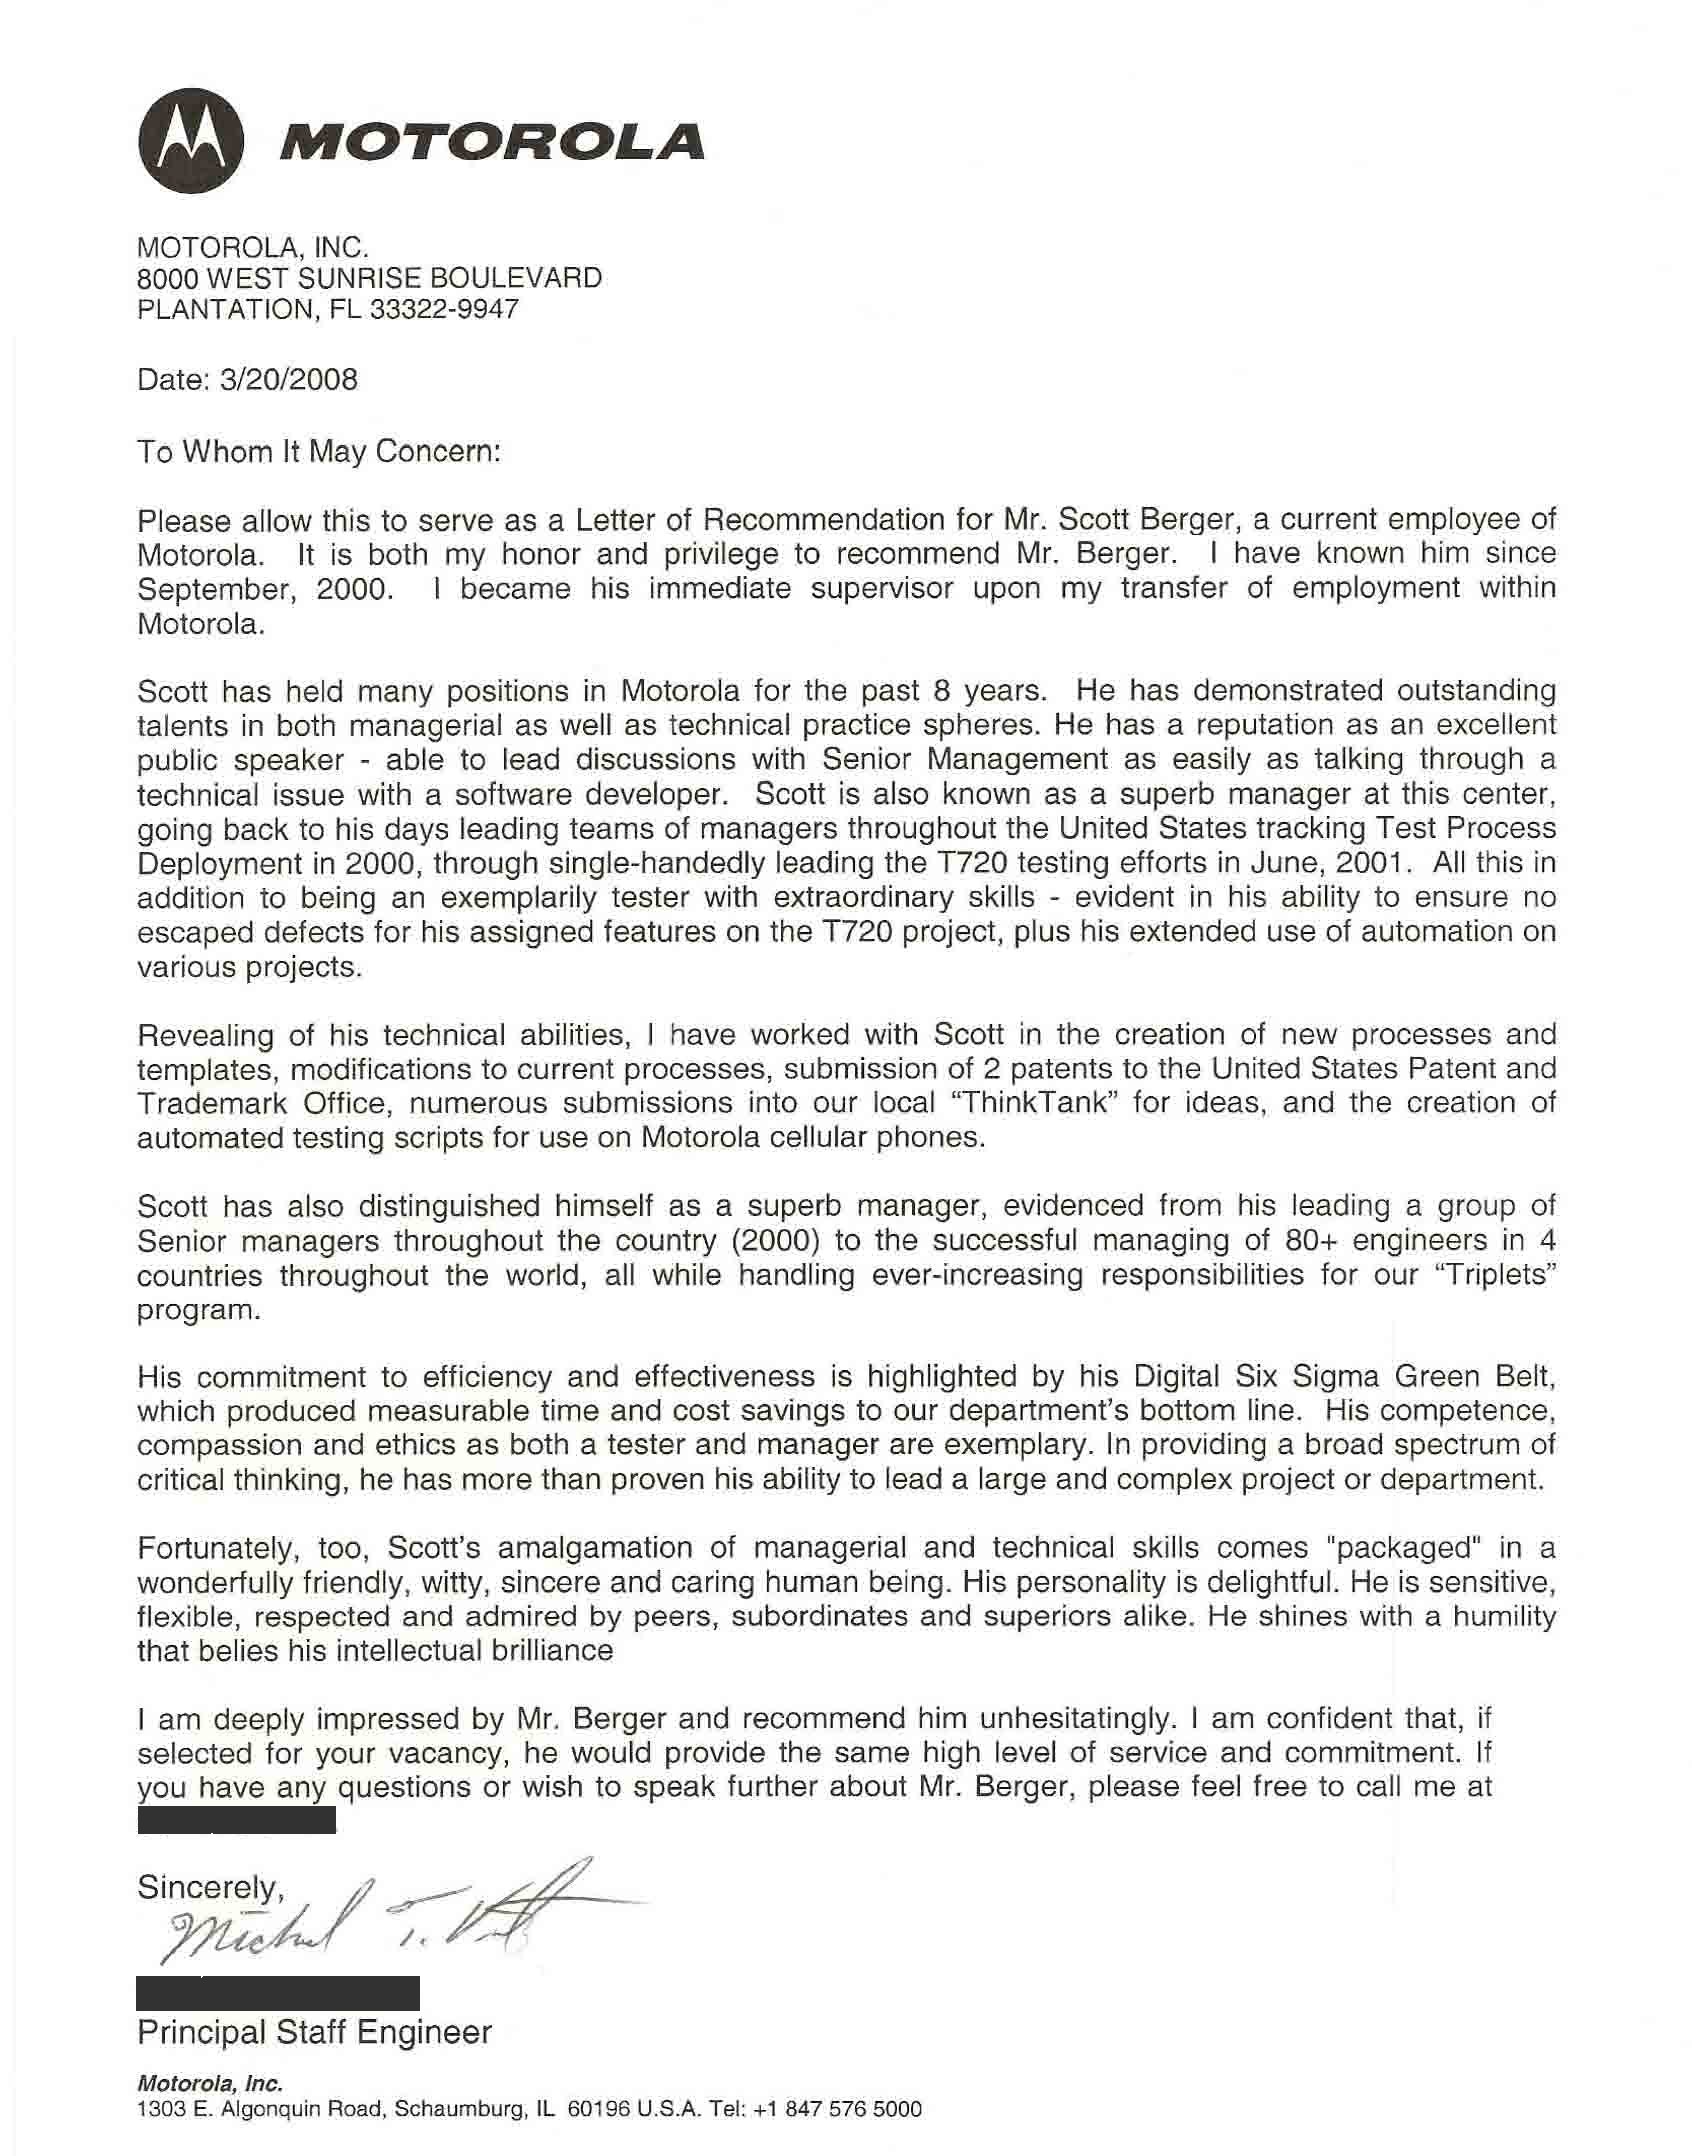 MOTOROLA
MOTOROLA, INC.
8000 WEST SUNRISE BOULEVARD
PLANTATION, FL 33322-9947
Date: 3/20/2008
To Whom It May Concern:
Please allow this to serve as a Letter of Recommendation for Mr. Scott Berger, a current employee of
Motorola. It is both my honor and privilege to recommend Mr. Berger. I have known him since
September, 2000. I became his immediate supervisor upon my transfer of employment within
Motorola.
Scott has held many positions in Motorola for the past 8 years. He has demonstrated outstanding
talents in both managerial as well as technical practice spheres. He has a reputation as an excellent
public speaker - able to lead discussions with Senior Management as easily as talking through a
technical issue with a software developer. Scott is also known as a superb manager at this center,
going back to his days leading teams of managers throughout the United States tracking Test Process
Deployment in 2000, through single-handedly leading the T720 testing efforts in June, 2001. All this in
addition to being an exemplarily tester with extraordinary skills - evident in his ability to ensure no
escaped defects for his assigned features on the T720 project, plus his extended use of automation on
various projects.
Revealing of his technical abilities, I have worked with Scott in the creation of new processes and
templates, modifications to current processes, submission of 2 patents to the United States Patent and
Trademark Office, numerous submissions into our local “ThinkTank” for ideas, and the creation of
automated testing scripts for use on Motorola cellular phones.
Scott has also distinguished himself as a superb manager, evidenced from his leading a group of
Senior managers throughout the country (2000) to the successful managing of 80+ engineers in 4
countries throughout the world, all while handling ever-increasing responsibilities for our “Triplets”
program.
His commitment to efficiency and effectiveness is highlighted by his Digital Six Sigma Green Belt,
which produced measurable time and cost savings to our department's bottom line. His competence,
compassion and ethics as both a tester and manager are exemplary. In providing a broad spectrum of
critical thinking, he has more than proven his ability to lead a large and complex project or department.
Fortunately, too, Scott's amalgamation of managerial and technical skills comes "packaged" in a
wonderfully friendly, witty, sincere and caring human being. His personality is delightful. He is sensitive,
flexible, respected and admired by peers, subordinates and superiors alike. He shines with a humility
that belies his intellectual brilliance
I am deeply impressed by Mr. Berger and recommend him unhesitatingly. I am confident that, if
selected for your vacancy, he would provide the same high level of service and commitment. If
you have any questions or wish to speak further about Mr. Berger, please feel free to call me at
Sincerely,
Michael T.
Principal Staff Engineer
Motorola, Inc.
1303 E. Algonquin Road, Schaumburg, IL 60196 U.S.A. Tel: +1 847 576 5000